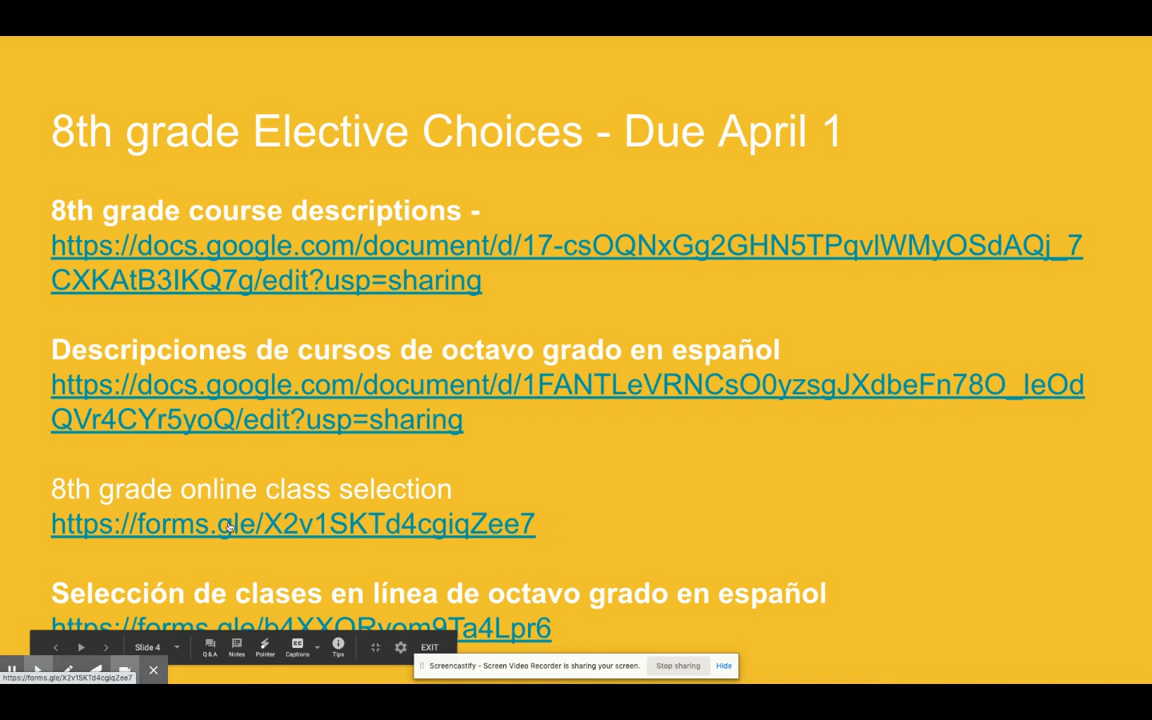 8th grade Elective Choices - Due April 1
8th grade course descriptions -
https://docs.google.com/document/d/17-csOQNxGg2GHN5TPqvlWMyOSdAQj_7
CXKAtB3IKQ7g/edit?usp=sharing
Descripciones de cursos de octavo grado en español
https://docs.google.com/document/d/1FANTLeVRNCsO0yzsgJXdbeFn78O_IeOd
QVr4CYr5yoQ/edit?usp=sharing
8th grade online class selection
https://forms.gle/X2v1SKTd4cgiqZee7
Selección de clases en línea de octavo grado en español
Slide 4
Q&A
Notes
Pointer
Captions
Tips
EXIT
Screencastify - Screen Video Recorder is sharing your screen.
Stop sharing
Hide
https://forms.gle/X2v1SKTd4cgiqZee7